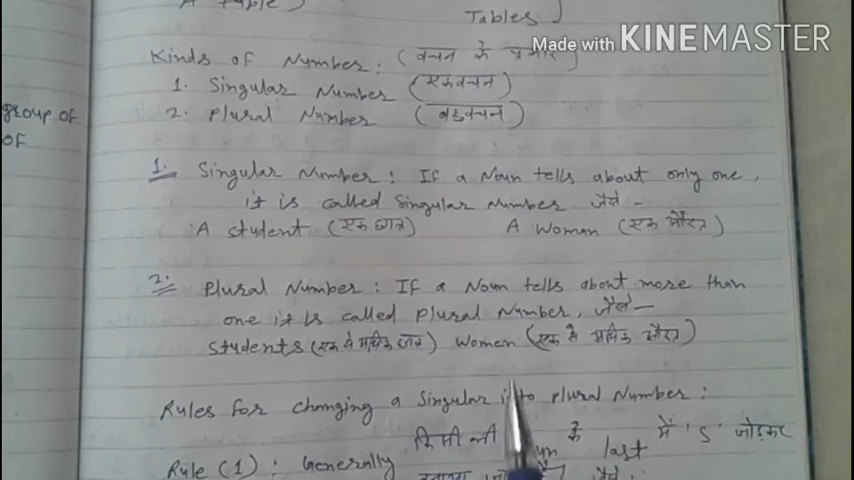 A Table
Tables
Made with KINEMASTER
Kinds of Number: (वचन के प्रकार)
1. Singular Number (एकवचन)
2. Plural Number (बहुवचन)
group of
of
1. Singular Number: If a Noun tells about only one,
it is called Singular Number. जैसे -
A student (एक छात्र) A woman (एक औरत)
2. Plural Number: If a Noun tells about more than
one it is called Plural Number, जैसे -
students (एक से अधिक छात्र) women (एक से अधिक औरत)
Rules for changing a Singular into plural Number:
Rule (1): Generally किसी भी के last में 'S' जोड़कर
जैसे: